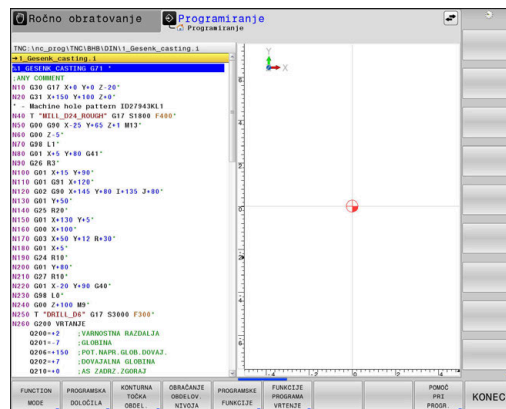 Ročno obratovanje
Programiranje
Programiranje
TNC:\nc_prog\TNC\BHB\DIN\1_Gesenk_casting.i
→1_Gesenk_casting.i
%1_GESENK_CASTING G71 *
;ANY COMMENT
N10 G30 G17 X+0 Y+0 Z-20*
N20 G31 X+150 Y+100 Z+0*
* - Machine hole pattern ID27943KL1
N40 T "MILL_D24_ROUGH" G17 S1800 F400*
N50 G00 G90 X-25 Y+65 Z+1 M13*
N60 G00 Z-5*
N70 G98 L1*
N80 G01 X+5 Y+80 G41*
N90 G26 R3*
N100 G01 X+15 Y+90*
N110 G01 G91 X+120*
N120 G02 G90 X+145 Y+80 I+135 J+80*
N130 G01 Y+50*
N140 G25 R20*
N150 G01 X+130 Y+5*
N160 G00 X+100*
N170 G03 X+50 Y+12 R+30*
N180 G01 X+5*
N190 G24 R10*
N200 G01 Y+80*
N210 G27 R10*
N220 G01 X-20 Y+90 G40*
N230 G98 L0*
N240 G00 Z+100 M9*
N250 T "DRILL_D6" G17 S3000 F300*
N260 G200 VRTANJE
Q200=+2 ;VARNOSTNA RAZDALJA
Q201=-7 ;GLOBINA
Q206=+150 ;POT.NAPR.GLOB.DOVAJ.
Q202=+7 ;DOVAJALNA GLOBINA
Q210=+0 ;AS ZADRZ.ZGORAJ
Y
X
FUNCTION MODE
PROGRAMSKA DOLOČILA
KONTURNA TOČKA OBDEL.
OBRAČANJE OBDELOV. NIVOJA
PROGRAMSKE FUNKCIJE
FUNKCIJE PROGRAMA VRTENJE
POMOČ PRI PROGR.
KONEC